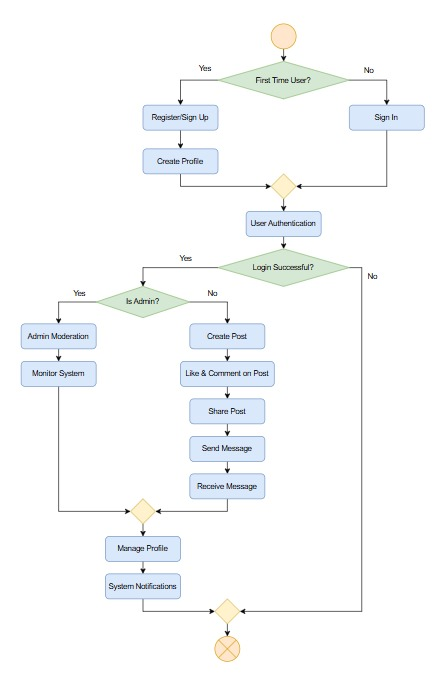 Yes
No
First Time User?
Register/Sign Up
Sign In
Create Profile
User Authentication
Yes
Login Successful?
No
Yes
Is Admin?
No
Admin Moderation
Create Post
Monitor System
Like & Comment on Post
Share Post
Send Message
Receive Message
Manage Profile
System Notifications